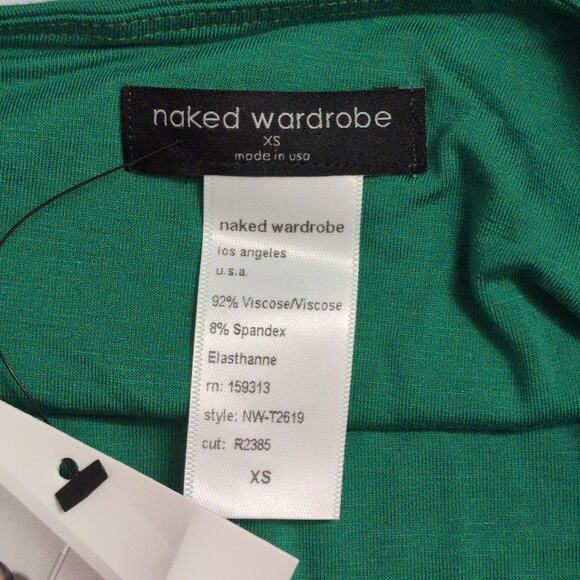 naked wardrobe
XS
made in usa
naked wardrobe
los angeles
u.s.a.
92% Viscose/Viscose
8% Spandex
Elasthanne
rn: 159313
style: NW-T2619
cut: R2385
XS